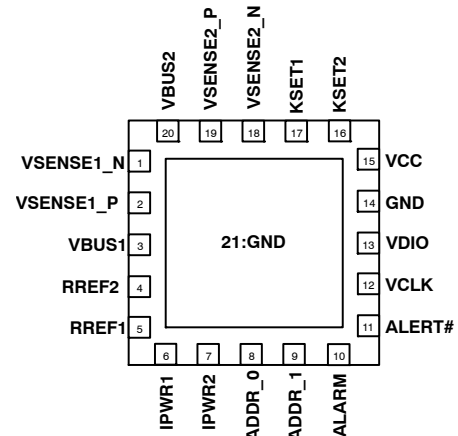 VBUS2
VSENSE2_P
VSENSE2_N
KSET1
KSET2
20
19
18
17
16
VSENSE1_N
1
15
VCC
VSENSE1_P
2
14
GND
VBUS1
3
21:GND
13
VDIO
RREF2
4
12
VCLK
RREF1
5
11
ALERT#
6
7
8
9
10
IPWR1
IPWR2
ADDR_0
ADDR_1
ALARM